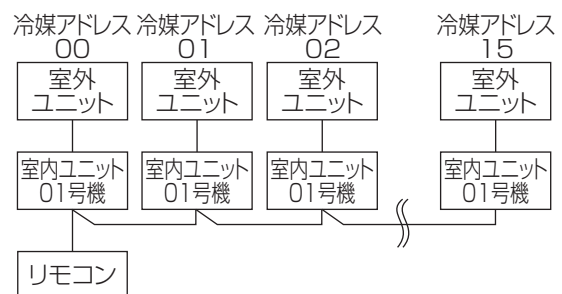 冷媒アドレス 冷媒アドレス 冷媒アドレス 冷媒アドレス
00 01 02 15
室外 室外 室外 室外
ユニット ユニット ユニット ユニット
室内ユニット 室内ユニット 室内ユニット 室内ユニット
01号機 01号機 01号機 01号機
リモコン